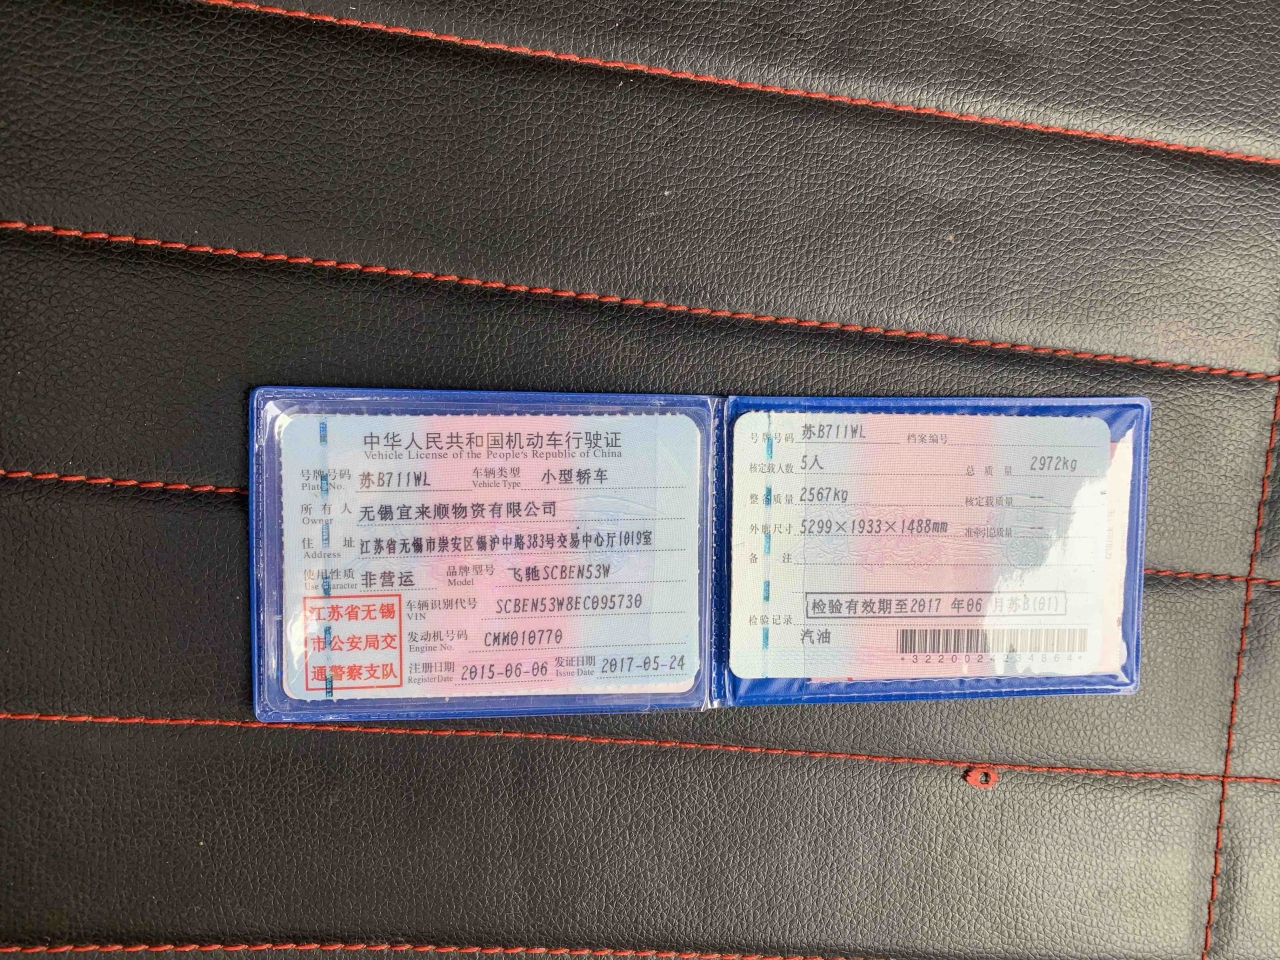 中华人民共和国机动车行驶证
Vehicle License of the People's Republic of China
号牌号码 苏B711WL 车辆类型 小型轿车
Plate No. Vehicle Type
所有人 无锡宜来顺物资有限公司
Owner
住址 江苏省无锡市崇安区锡沪中路383号交易中心厅1019室
Address
使用性质 非营运 品牌型号 飞驰SCBEN53W
Use Character Model
江苏省无锡
市公安局交
通警察支队
车辆识别代号 SCBEN53W8EC095730
VIN
发动机号码 CMM010770
Engine No.
注册日期 2015-06-06 发证日期 2017-05-24
Register Date Issue Date
号牌号码 苏B711WL 档案编号
核定载人数 5人 总质量 2972kg
整备质量 2567kg 核定载质量 —
外廓尺寸 5299×1933×1488mm 准牵引总质量 —
备注
检验有效期至2017 年06 月苏B(01)
检验记录
汽油